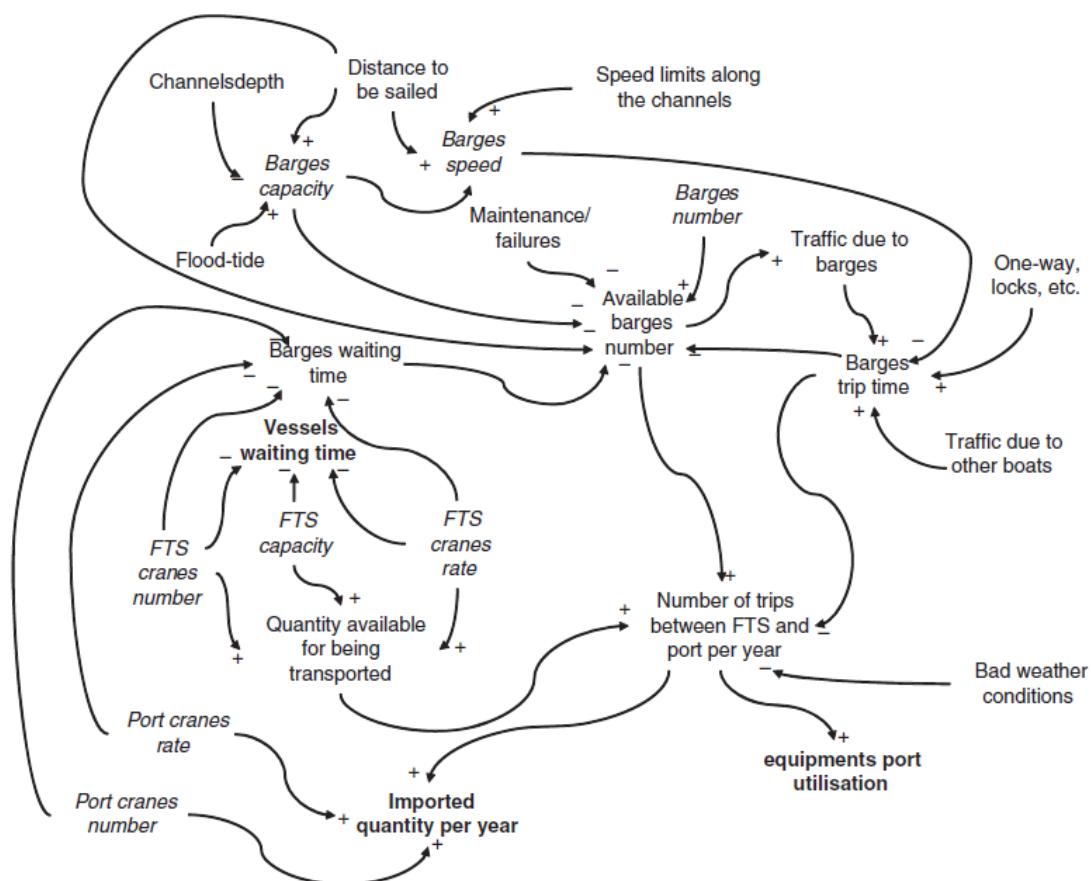 Channelsdepth
Distance to
be sailed
Speed limits along
the channels
+
+
+
Barges
speed
–
Barges
capacity
+
Flood-tide
Maintenance/
failures
Barges
number
Traffic due to
barges
One-way,
locks, etc.
–
+
+
–
–
Available
barges
number
–
–
+
–
Barges
trip time
+
+
Traffic due to
other boats
–
Barges waiting
time
–
–
–
Vessels
waiting time
–
–
–
FTS
cranes
number
FTS
capacity
FTS
cranes
rate
+
Quantity available
for being
transported
+
+
+
+
Number of trips
between FTS and
port per year
–
–
Bad weather
conditions
Port cranes
rate
+
equipments port
utilisation
Port cranes
number
+
+
Imported
quantity per year
+